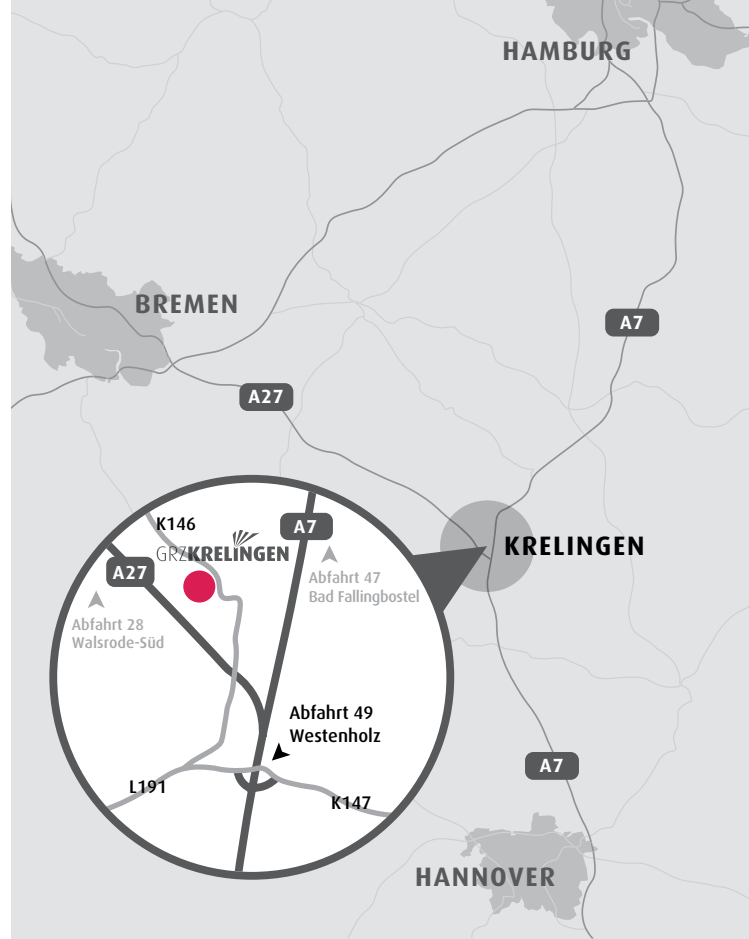 HAMBURG
BREMEN
A7
A27
K146
A7
GRZKRELINGEN
KRELINGEN
A27
Abfahrt 47
Bad Fallingbostel
Abfahrt 28
Walsrode-Süd
Abfahrt 49
Westenholz
A7
L191
K147
HANNOVER